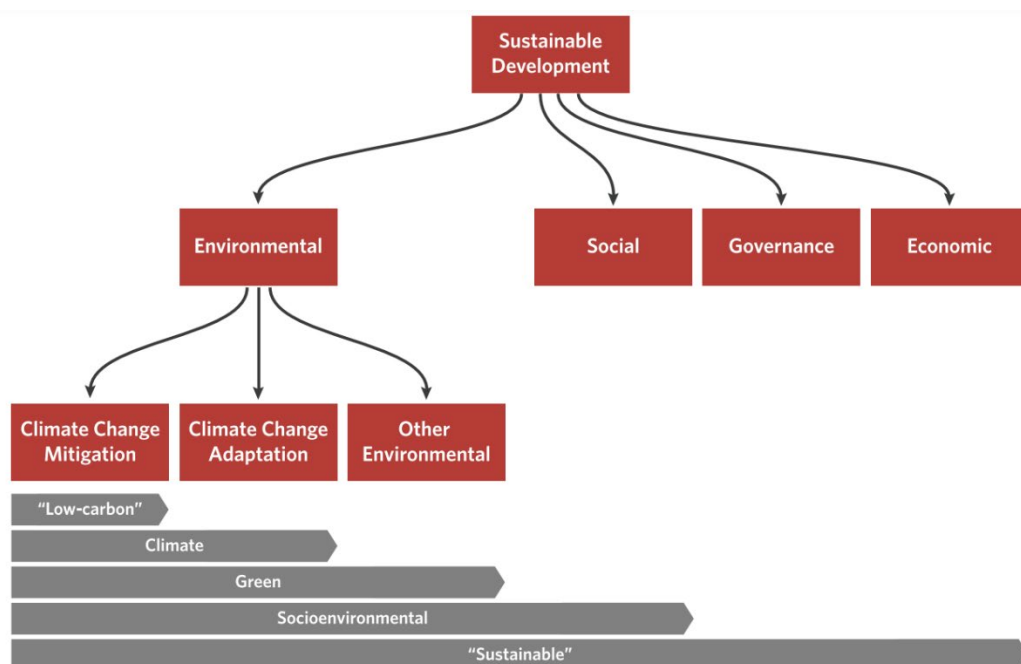 Sustainable
Development
Environmental
Social
Governance
Economic
Climate Change
Mitigation
Climate Change
Adaptation
Other
Environmental
“Low-carbon”
Climate
Green
Socioenvironmental
“Sustainable”